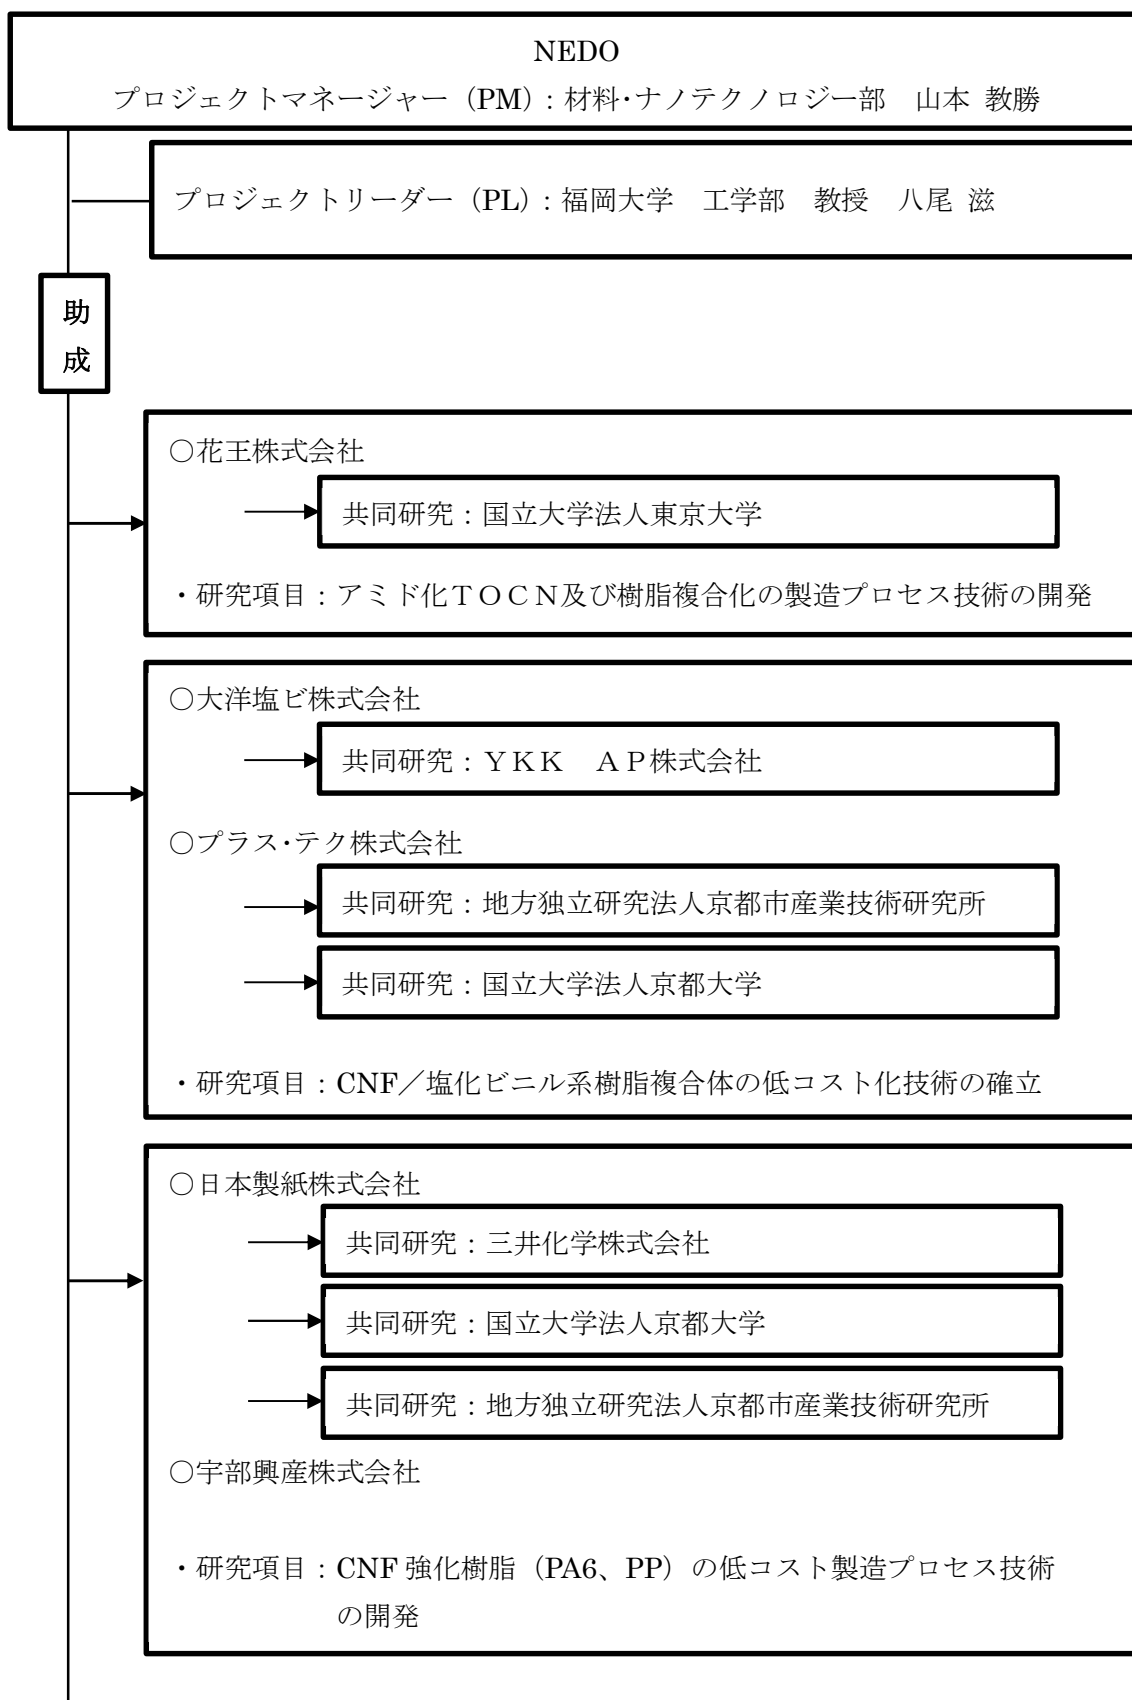 NEDO
プロジェクトマネージャー（PM）：材料・ナノテクノロジー部　山本 教勝
プロジェクトリーダー（PL）：福岡大学　工学部　教授　八尾 滋
助
成
○花王株式会社
共同研究：国立大学法人東京大学
・研究項目：アミド化ＴＯＣＮ及び樹脂複合化の製造プロセス技術の開発
○大洋塩ビ株式会社
共同研究：ＹＫＫ　ＡＰ株式会社
○プラス・テク株式会社
共同研究：地方独立研究法人京都市産業技術研究所
共同研究：国立大学法人京都大学
・研究項目：CNF／塩化ビニル系樹脂複合体の低コスト化技術の確立
○日本製紙株式会社
共同研究：三井化学株式会社
共同研究：国立大学法人京都大学
共同研究：地方独立研究法人京都市産業技術研究所
○宇部興産株式会社
・研究項目：CNF 強化樹脂（PA6、PP）の低コスト製造プロセス技術
の開発